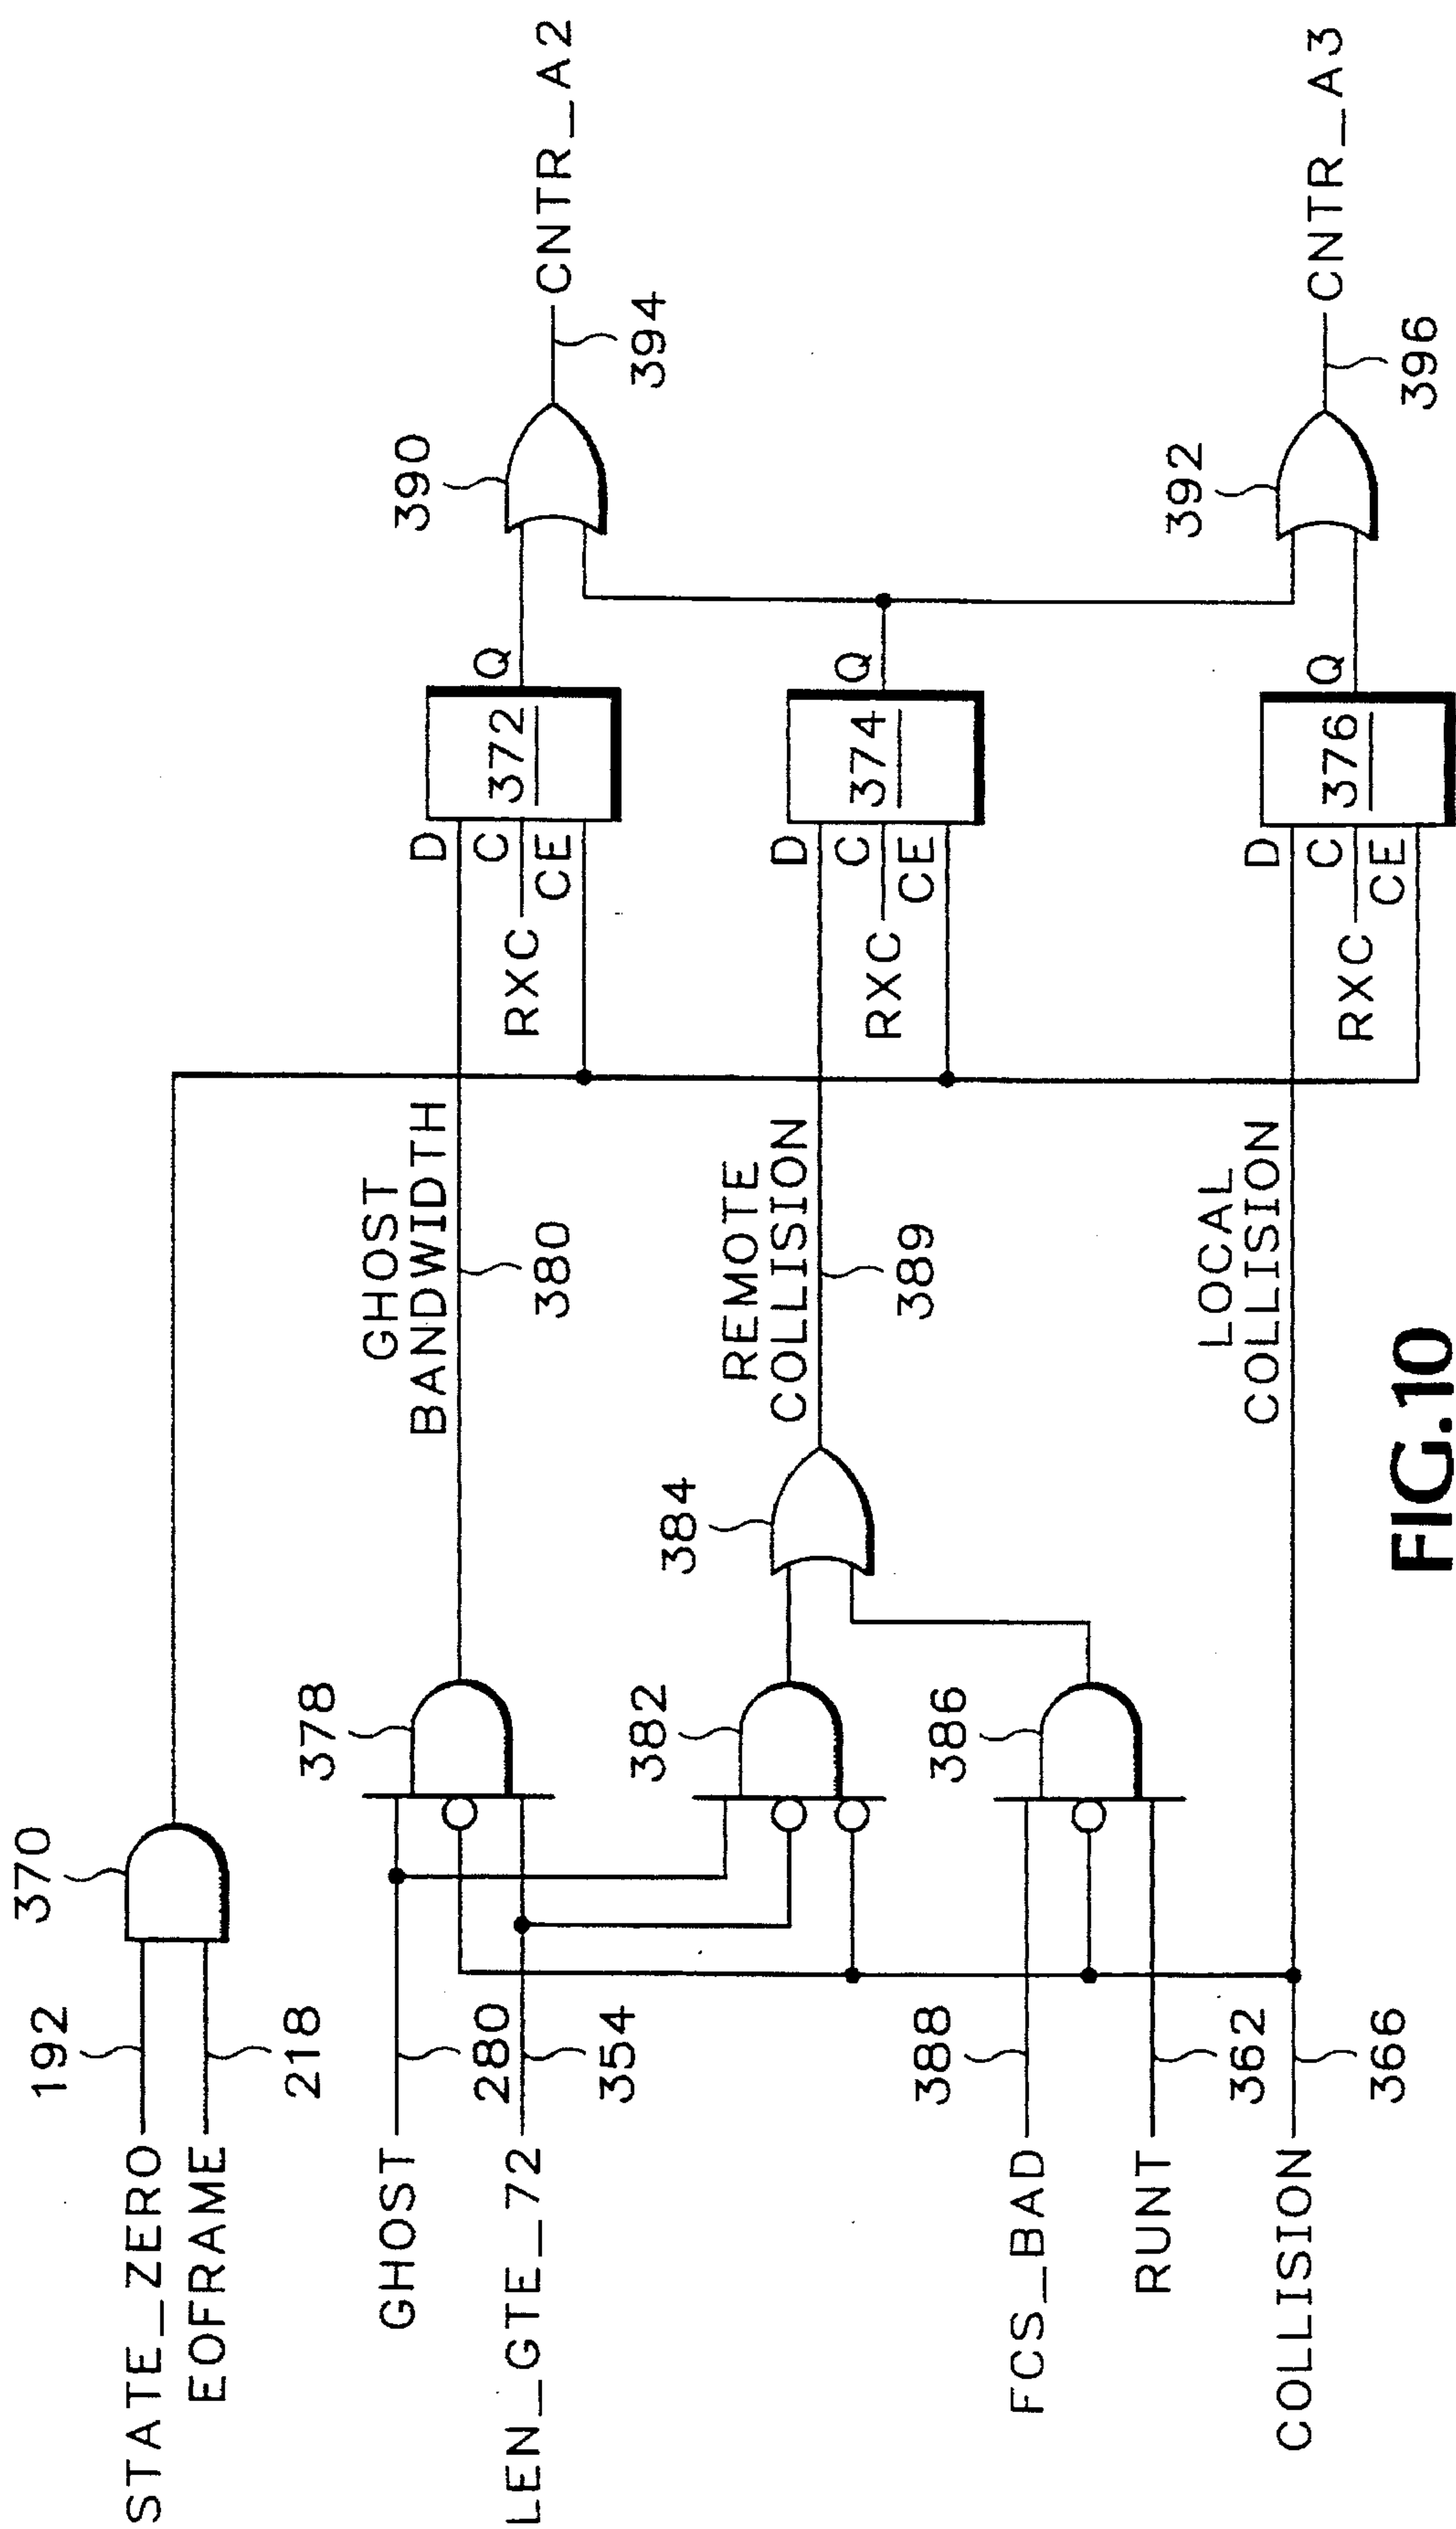 370
192
STATE_ZERO
EOFRAME
218
378
GHOST
BANDWIDTH
380
D
C
CE
RXC
372
Q
390
CNTR_A2
394
GHOST
280
LEN_GTE_72
354
382
384
REMOTE
COLLISION
389
D
C
CE
RXC
374
Q
386
388
FCS_BAD
RUNT
362
COLLISION
366
LOCAL
COLLISION
D
C
CE
RXC
376
Q
392
CNTR_A3
396
FIG.10